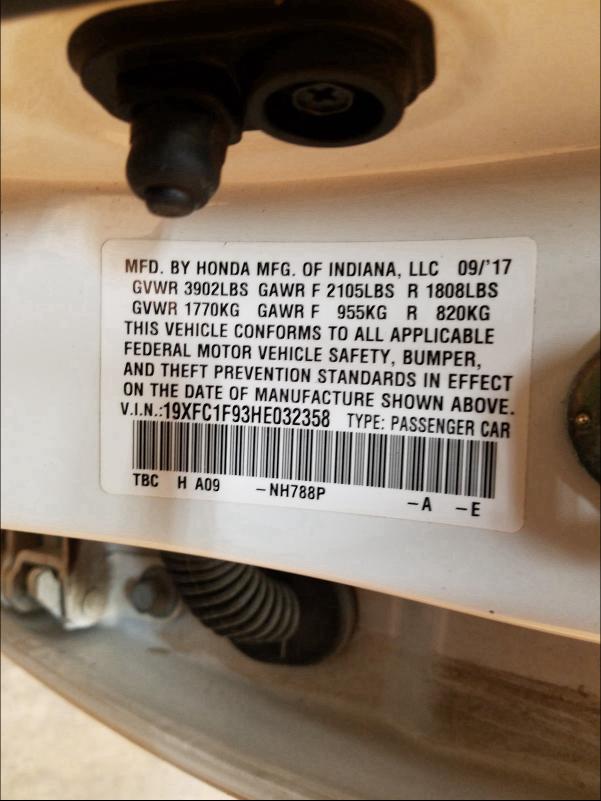 MFD. BY HONDA MFG. OF INDIANA, LLC 09/'17
GVWR 3902LBS GAWR F 2105LBS R 1808LBS
GVWR 1770KG GAWR F 955KG R 820KG
THIS VEHICLE CONFORMS TO ALL APPLICABLE
FEDERAL MOTOR VEHICLE SAFETY, BUMPER,
AND THEFT PREVENTION STANDARDS IN EFFECT
ON THE DATE OF MANUFACTURE SHOWN ABOVE.
V.I.N.:19XFC1F93HE032358 TYPE: PASSENGER CAR
TBC H A09 -NH788P -A -E